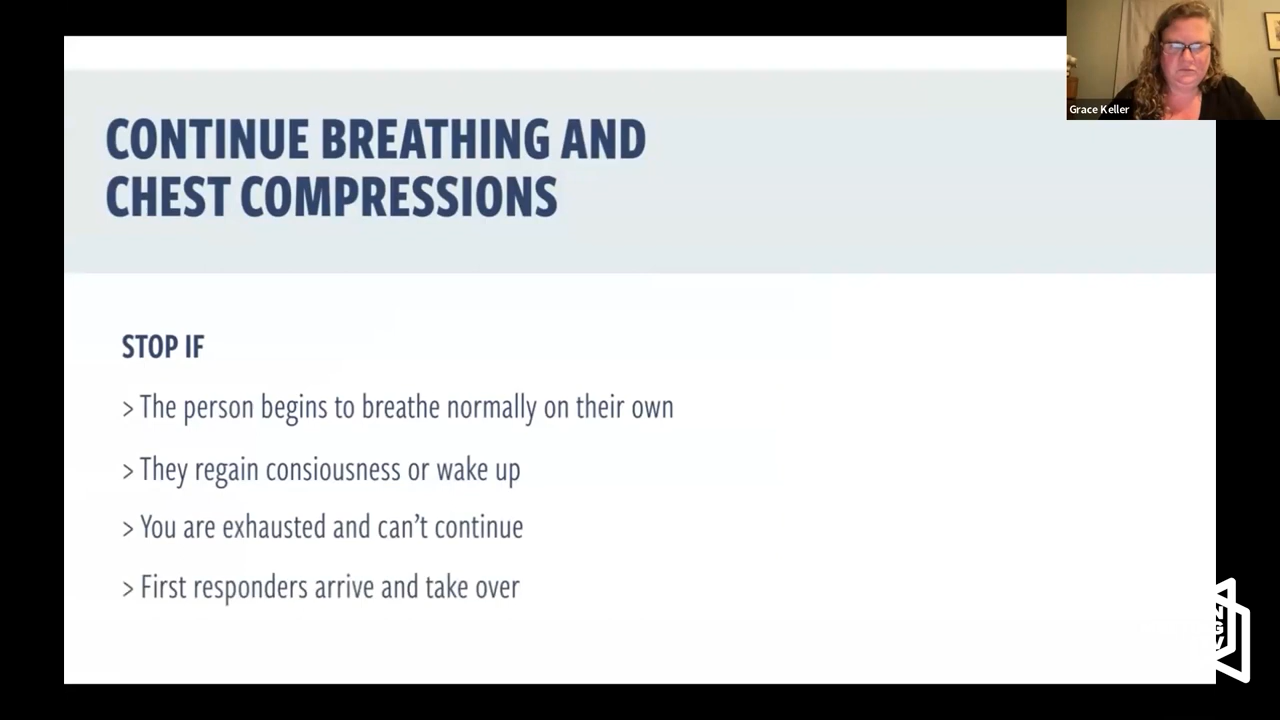 Grace Keller
CONTINUE BREATHING AND
CHEST COMPRESSIONS
STOP IF
> The person begins to breathe normally on their own
> They regain consiousness or wake up
> You are exhausted and can’t continue
> First responders arrive and take over